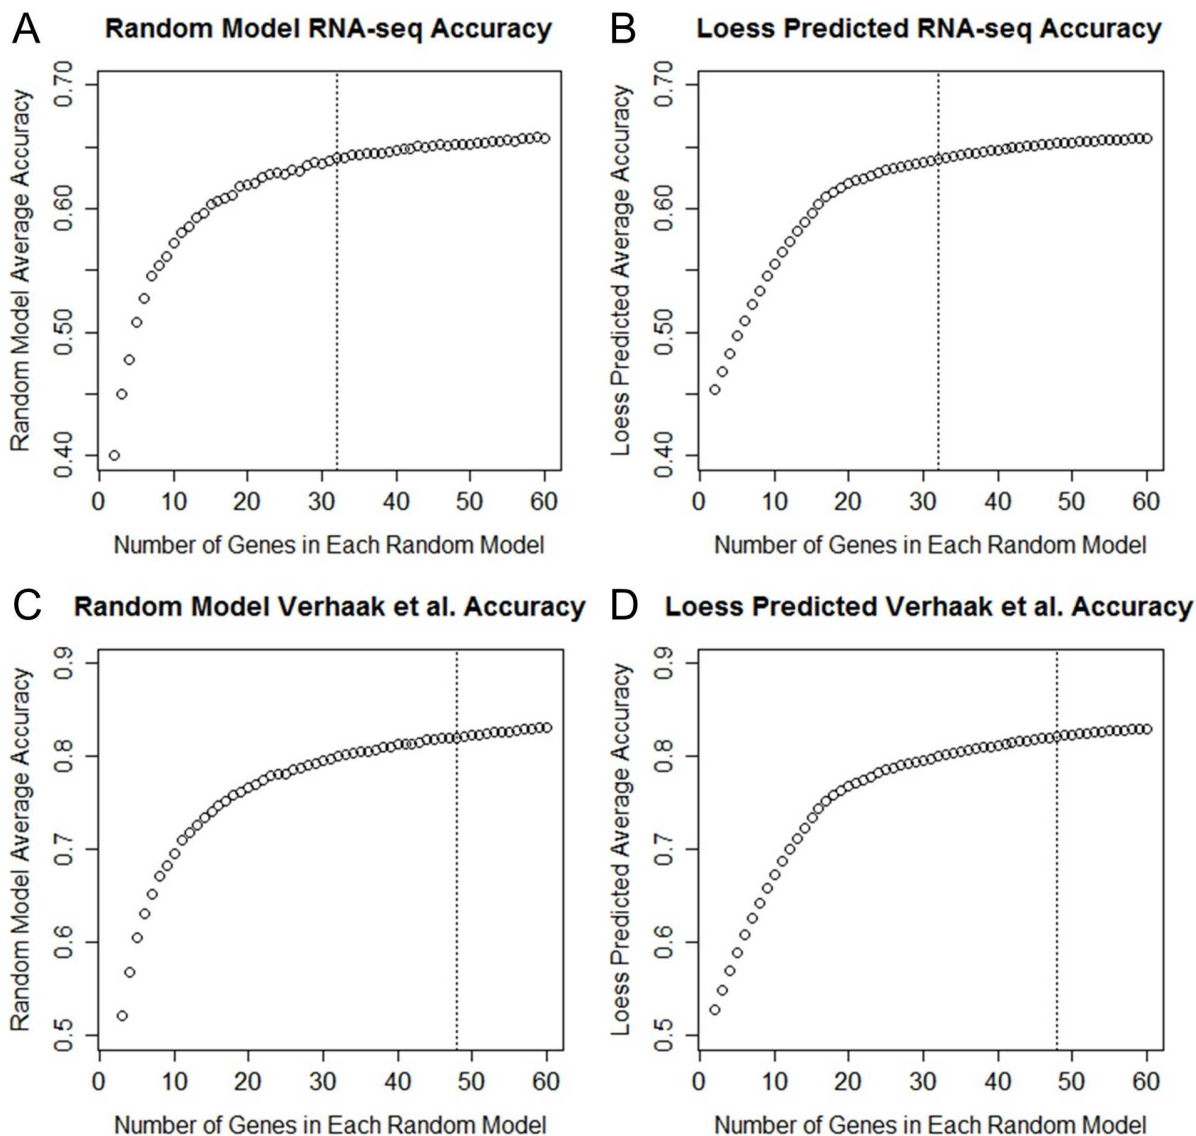 A Random Model RNA-seq Accuracy
Random Model Average Accuracy
0.70
0.60
0.50
0.40
0 10 20 30 40 50 60
Number of Genes in Each Random Model
B Loess Predicted RNA-seq Accuracy
Loess Predicted Average Accuracy
0.70
0.60
0.50
0.40
0 10 20 30 40 50 60
Number of Genes in Each Random Model
C Random Model Verhaak et al. Accuracy
Random Model Average Accuracy
0.9
0.8
0.7
0.6
0.5
0 10 20 30 40 50 60
Number of Genes in Each Random Model
D Loess Predicted Verhaak et al. Accuracy
Loess Predicted Average Accuracy
0.9
0.8
0.7
0.6
0.5
0 10 20 30 40 50 60
Number of Genes in Each Random Model